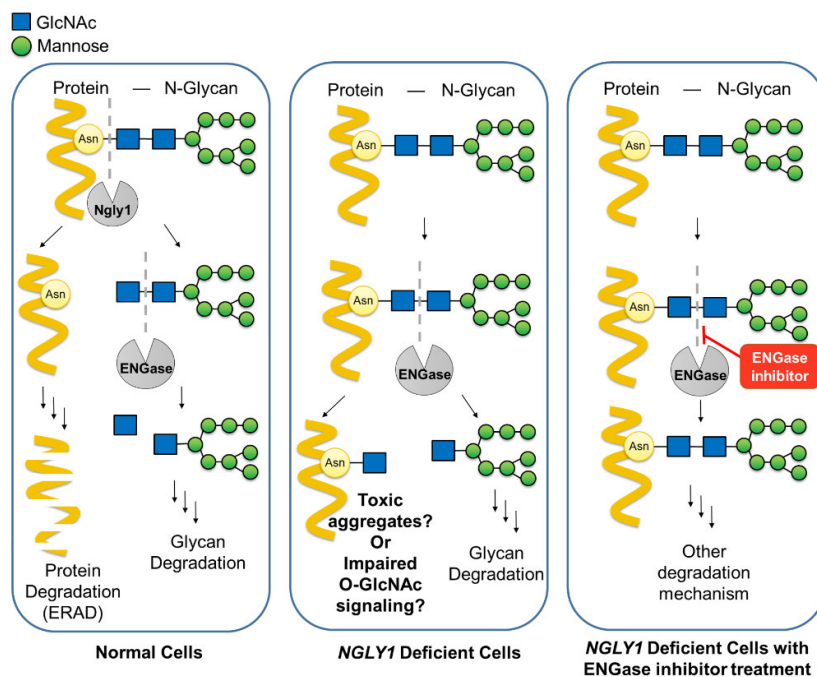 GlcNAc
Mannose
Protein — N-Glycan
Asn
Ngly1
Asn
ENGase
Protein
Degradation
(ERAD)
Glycan
Degradation
Normal Cells
Protein — N-Glycan
Asn
Asn
ENGase
Asn
Toxic
aggregates?
Or
Impaired
O-GlcNAc
signaling?
Glycan
Degradation
NGLY1 Deficient Cells
Protein — N-Glycan
Asn
Asn
ENGase
ENGase
inhibitor
Asn
Other
degradation
mechanism
NGLY1 Deficient Cells with
ENGase inhibitor treatment